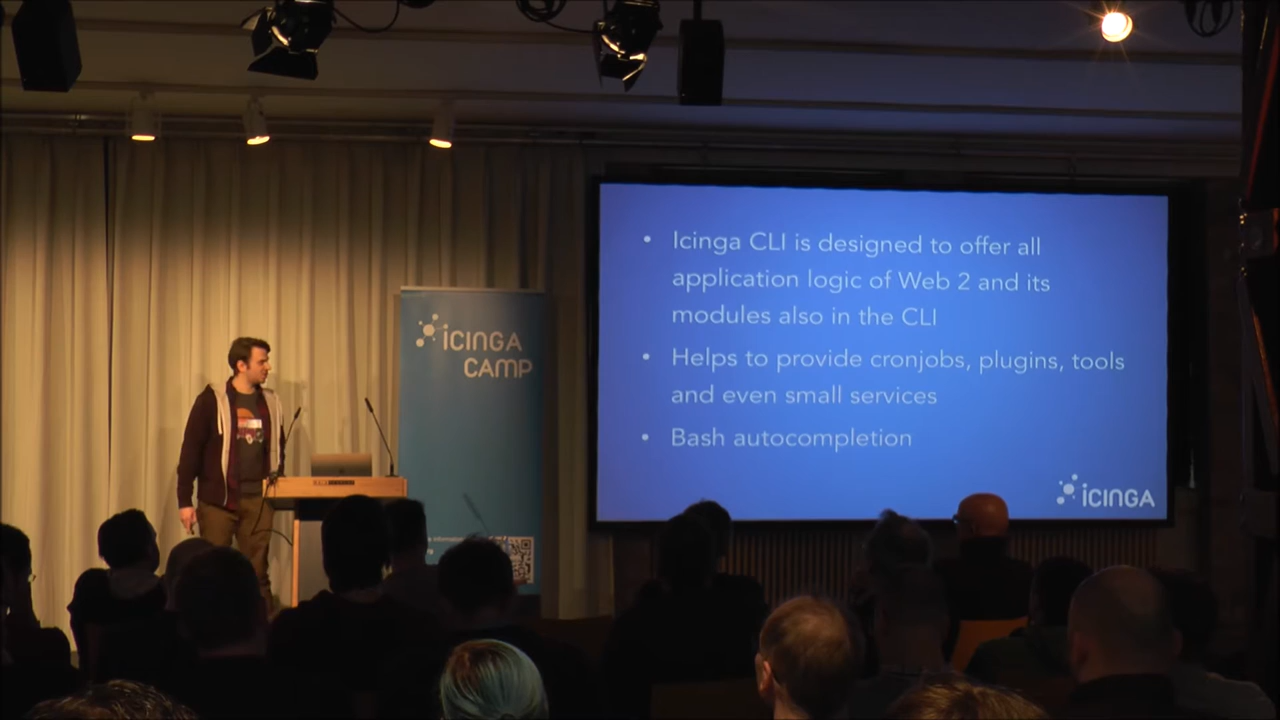 ICINGA
CAMP
• Icinga CLI is designed to offer all
application logic of Web 2 and its
modules also in the CLI
• Helps to provide cronjobs, plugins, tools
and even small services
• Bash autocompletion
ICINGA